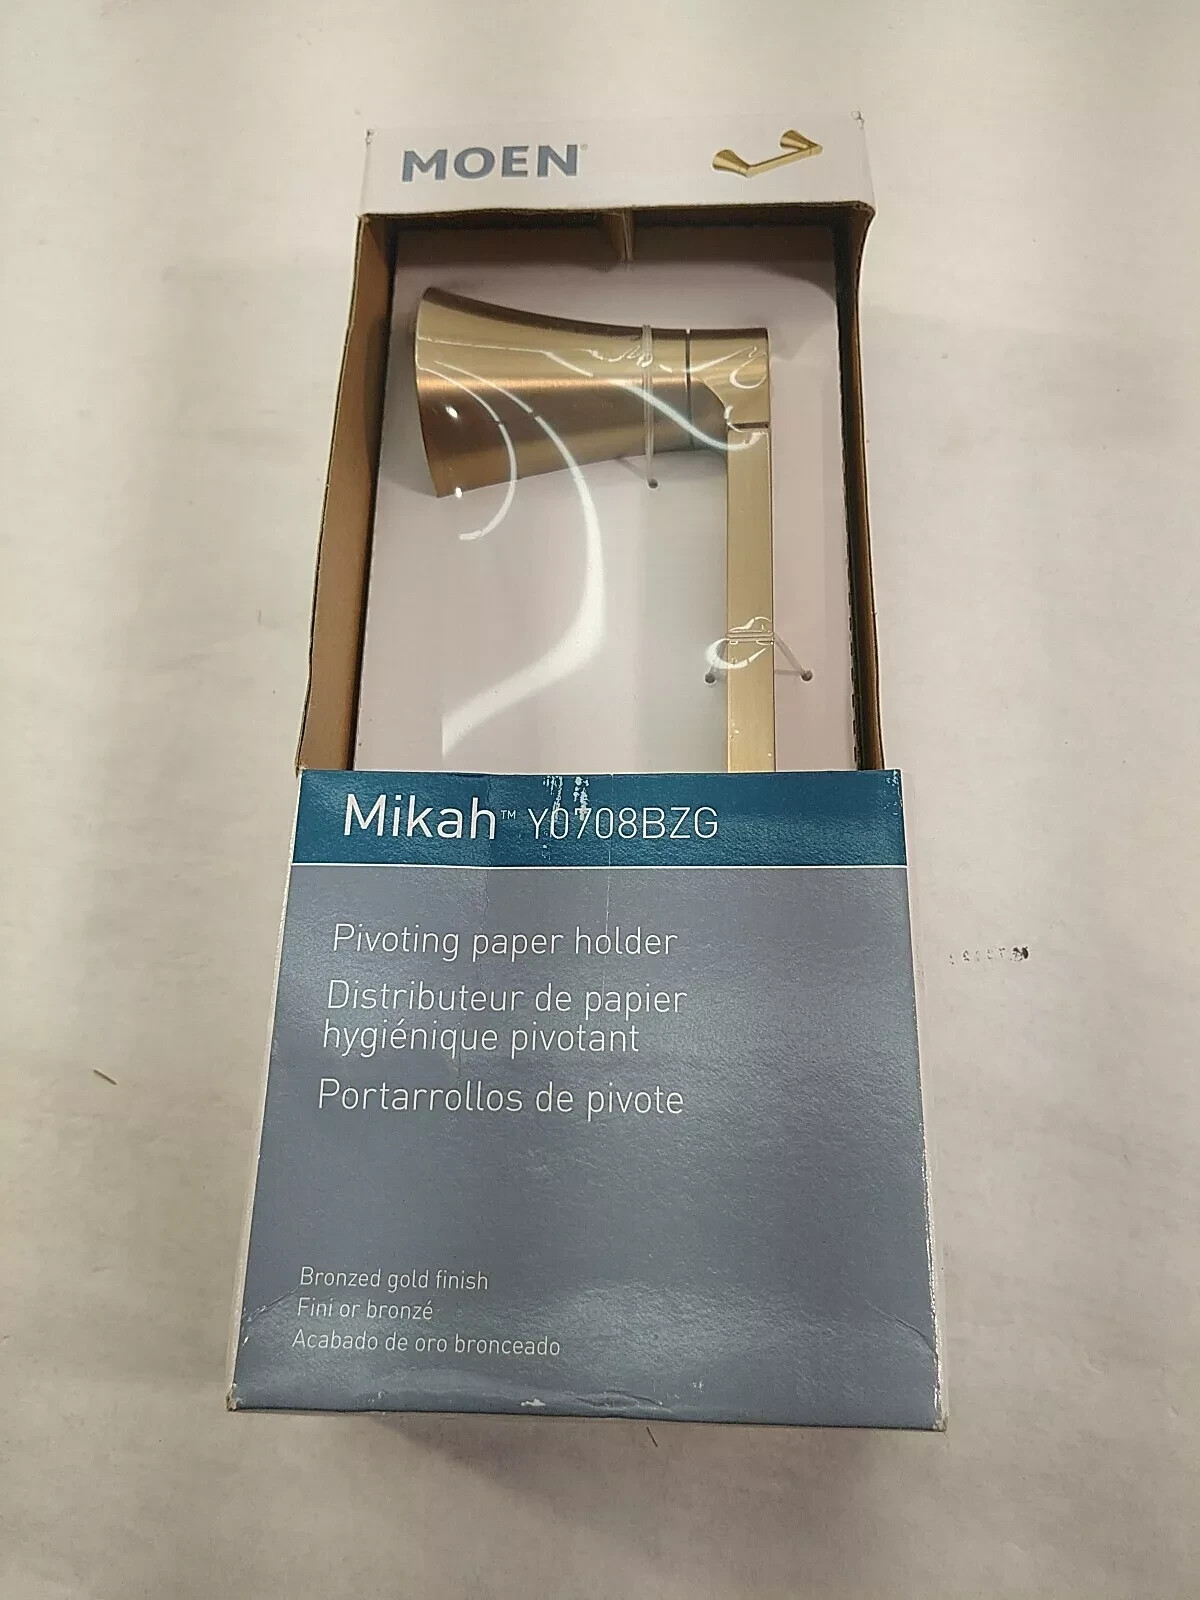 MOEN®
Mikah™ Y0708BZG
Pivoting paper holder
Distributeur de papier
hygiénique pivotant
Portarrollos de pivote
Bronzed gold finish
Fini or bronzé
Acabado de oro bronceado